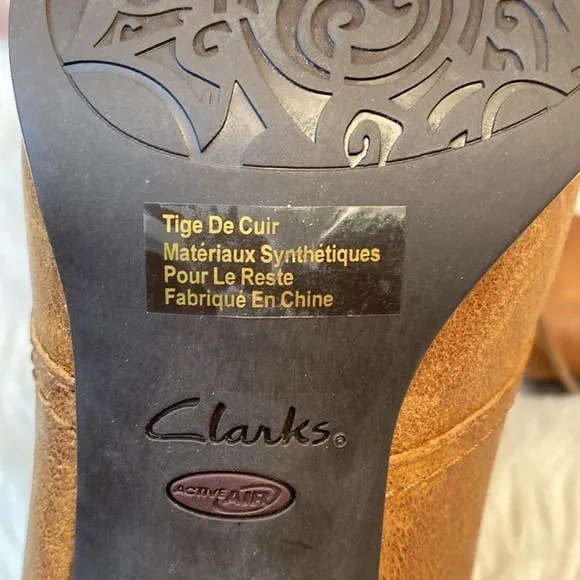 Tige De Cuir
Matériaux Synthétiques
Pour Le Reste
Fabriqué En Chine
Clarks®
ACTIVE AIR